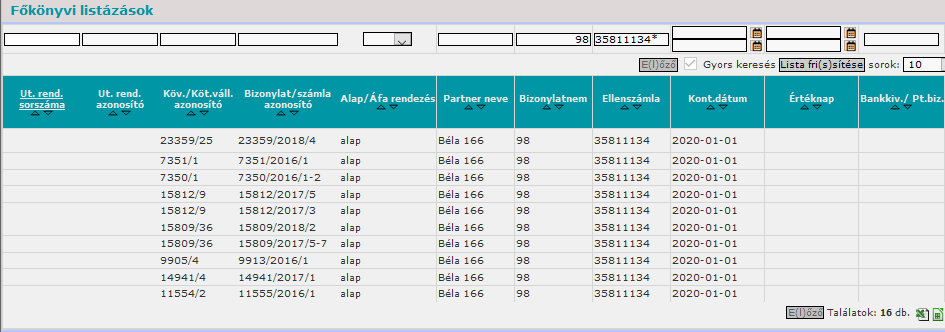 Főkönyvi listázások
98 35811134*
E(l)őző Gyors keresés Lista fri(s)sítése sorok: 10
Ut. rend. sorszáma Ut. rend. azonosító Köv./Köt.váll. azonosító Bizonylat/számla azonosító Alap/Áfa rendezés Partner neve Bizonylatnem Ellenszámla Kont.dátum Értéknap Bankkiv./ Pt.biz.
23359/25 23359/2018/4 alap Béla 166 98 35811134 2020-01-01
7351/1 7351/2016/1 alap Béla 166 98 35811134 2020-01-01
7350/1 7350/2016/1-2 alap Béla 166 98 35811134 2020-01-01
15812/9 15812/2017/5 alap Béla 166 98 35811134 2020-01-01
15812/9 15812/2017/3 alap Béla 166 98 35811134 2020-01-01
15809/36 15809/2018/2 alap Béla 166 98 35811134 2020-01-01
15809/36 15809/2017/5-7 alap Béla 166 98 35811134 2020-01-01
9905/4 9913/2016/1 alap Béla 166 98 35811134 2020-01-01
14941/4 14941/2017/1 alap Béla 166 98 35811134 2020-01-01
11554/2 11555/2016/1 alap Béla 166 98 35811134 2020-01-01
E(l)őző Találatok: 16 db.